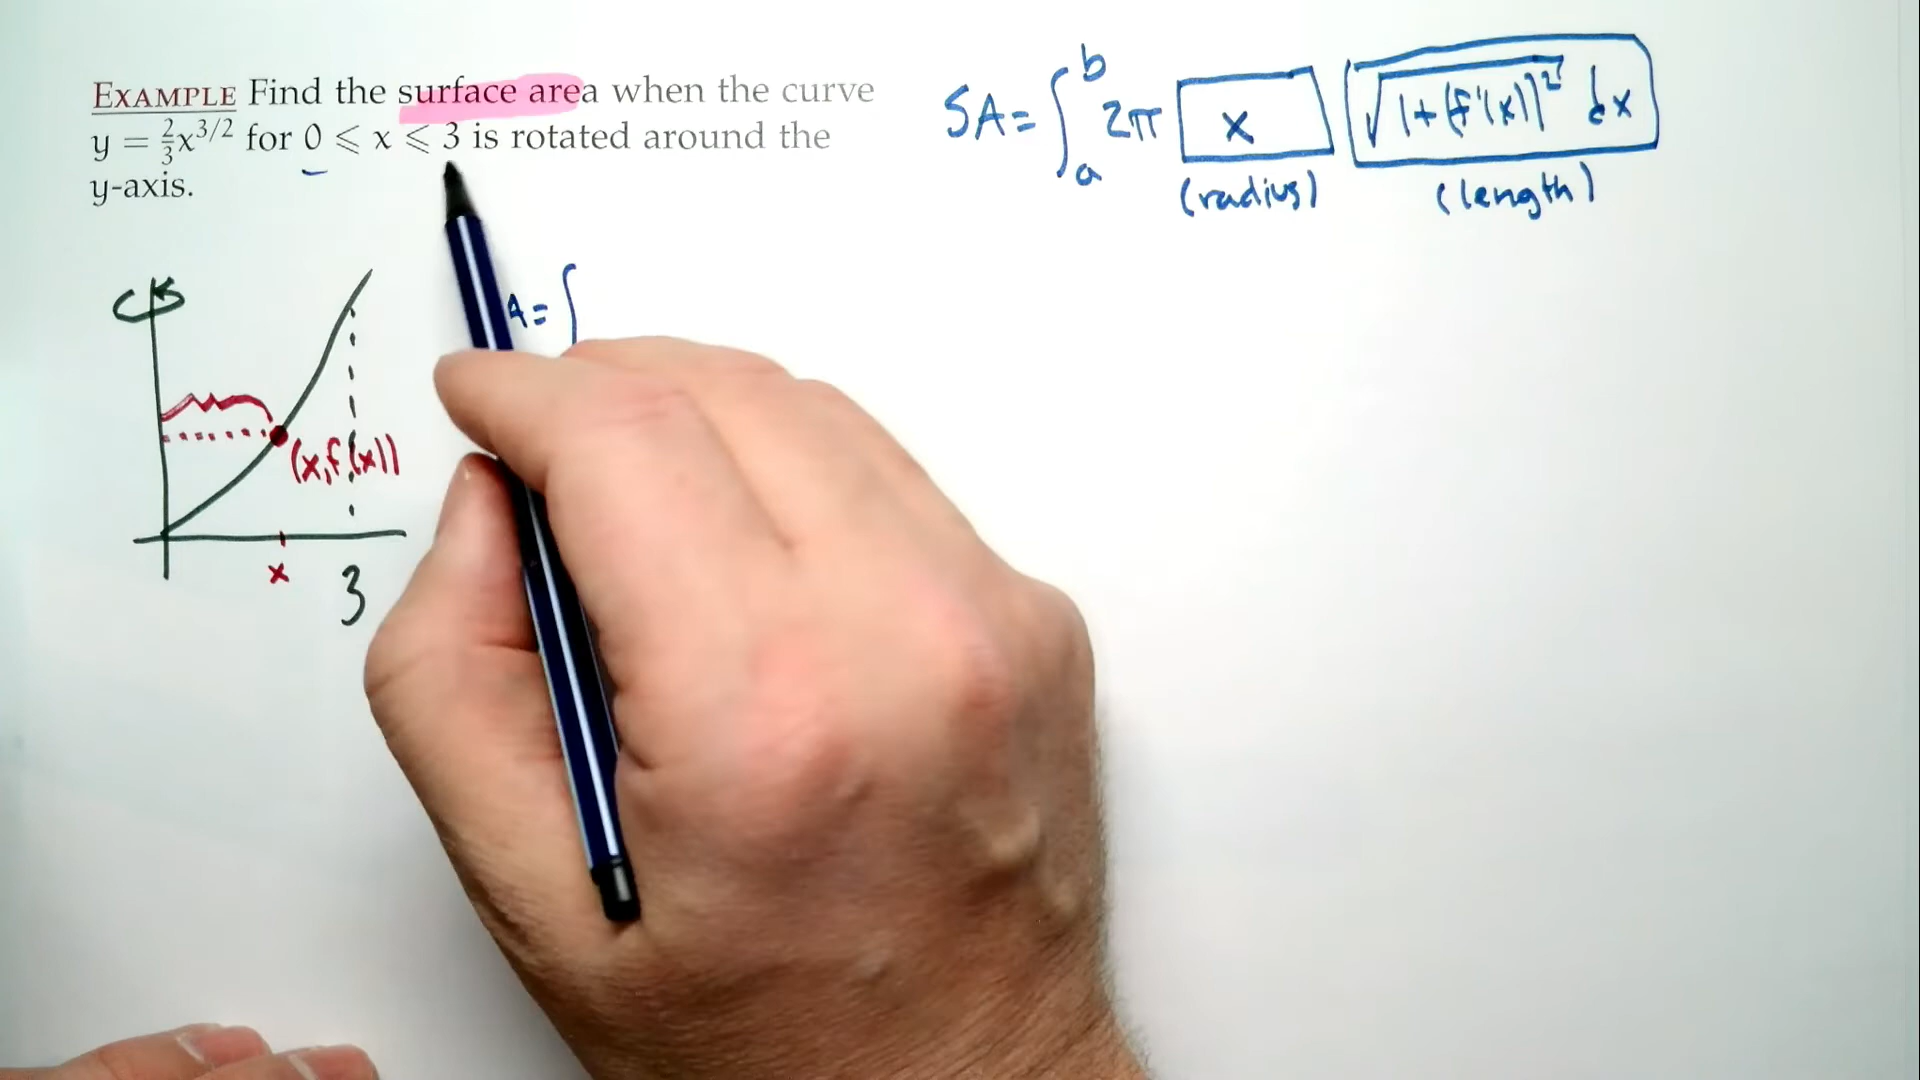 EXAMPLE Find the surface area when the curve
y = 2/3 x^{3/2} for 0 ⩽ x ⩽ 3 is rotated around the
y-axis.
SA = ∫_a^b 2π x √(1+(f'(x))^2) dx
(radius) (length)
A = ∫
(x, f(x))
x 3